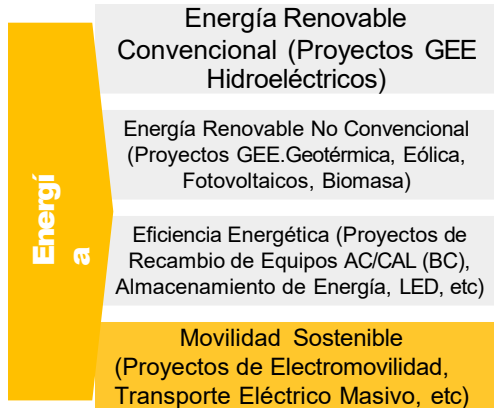 Energí
a
Energía Renovable
Convencional (Proyectos GEE
Hidroeléctricos)
Energía Renovable No Convencional
(Proyectos GEE.Geotérmica, Eólica,
Fotovoltaicos, Biomasa)
Eficiencia Energética (Proyectos de
Recambio de Equipos AC/CAL (BC),
Almacenamiento de Energía, LED, etc)
Movilidad Sostenible
(Proyectos de Electromovilidad,
Transporte Eléctrico Masivo, etc)